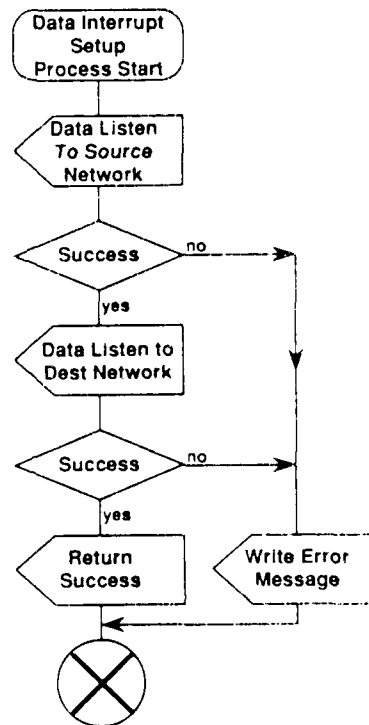 Data Interrupt
Setup
Process Start
Data Listen
To Source
Network
Success
no
yes
Data Listen to
Dest Network
Success
no
yes
Return
Success
Write Error
Message